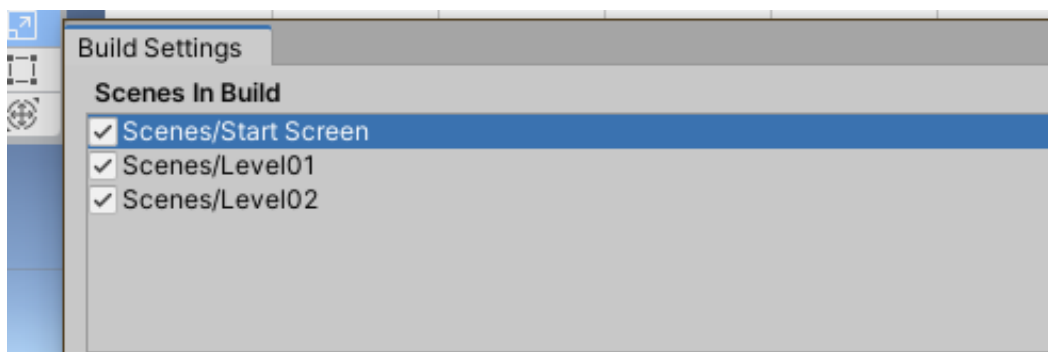 Build Settings
Scenes In Build
Scenes/Start Screen
Scenes/Level01
Scenes/Level02